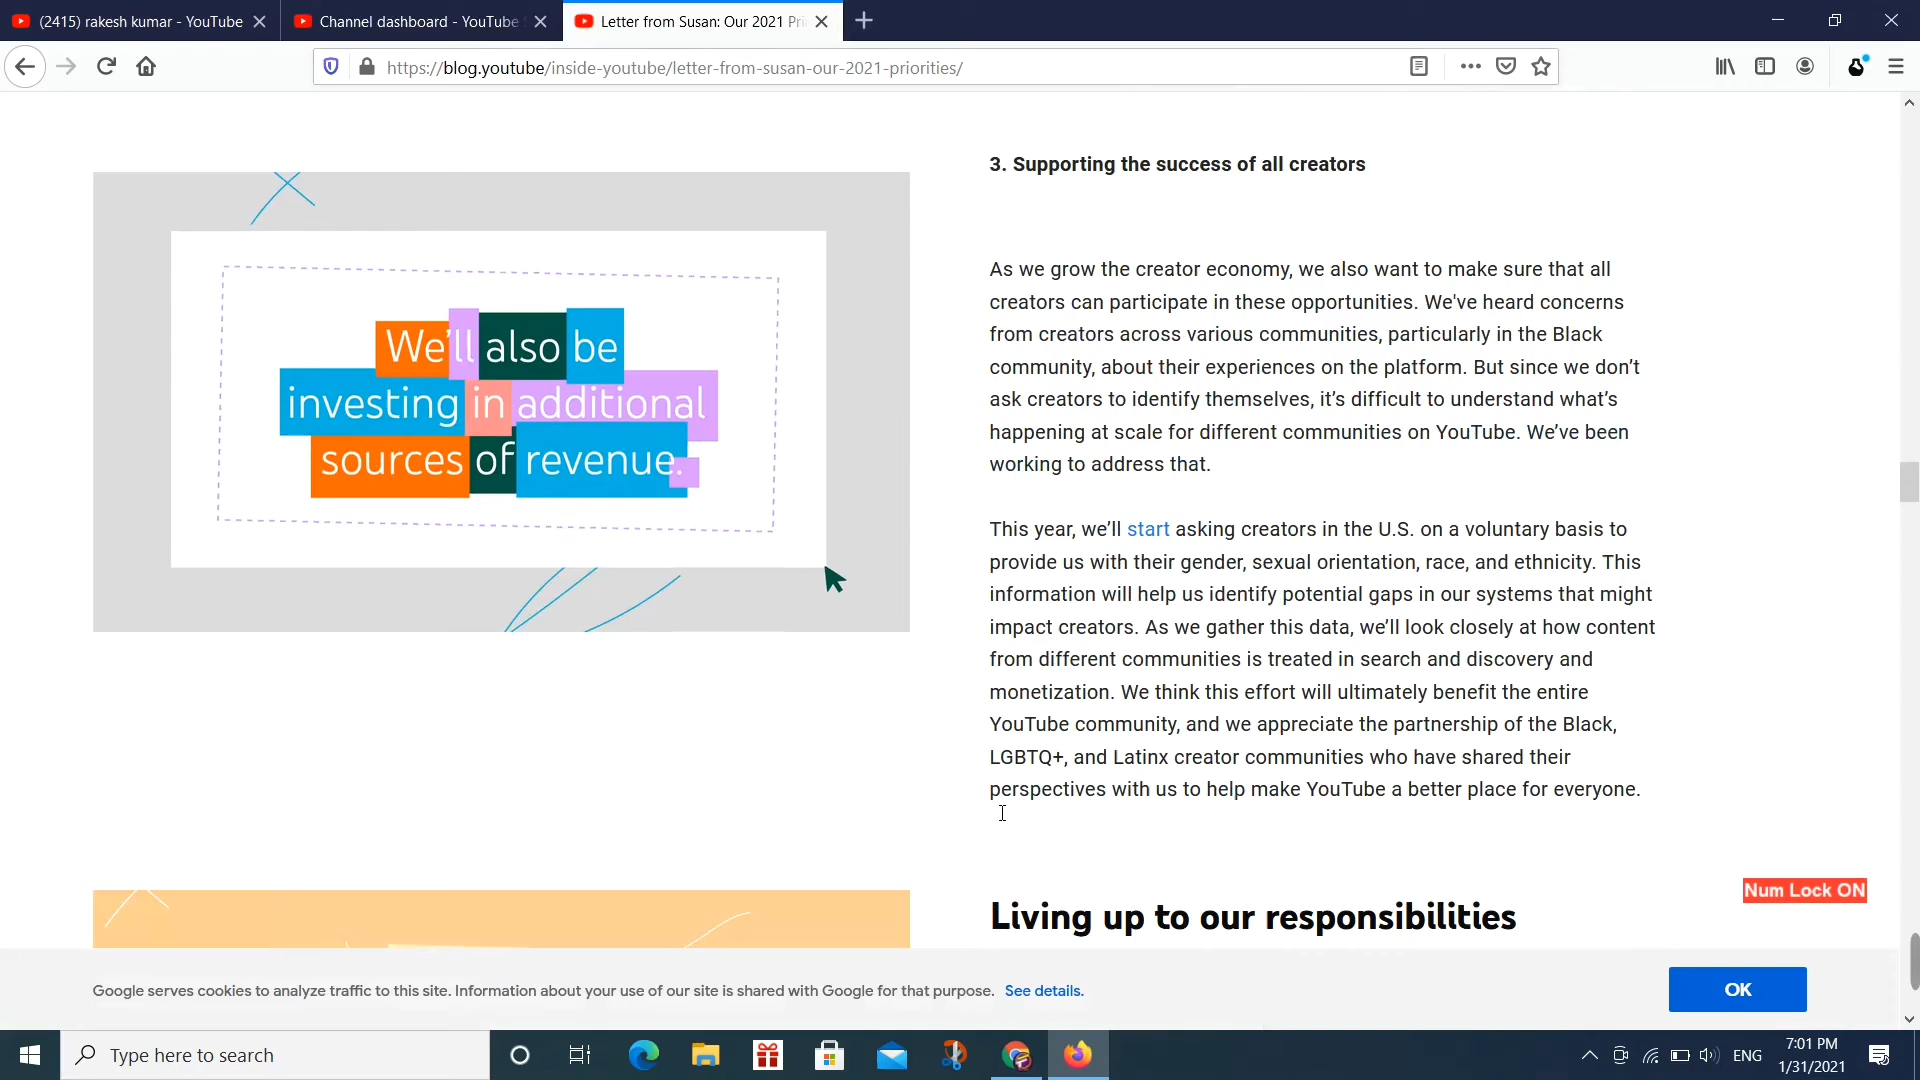 (2415) rakesh kumar - YouTube
Channel dashboard - YouTube
Letter from Susan: Our 2021 Pri
https://blog.youtube/inside-youtube/letter-from-susan-our-2021-priorities/
We'll also be
investing in additional
sources of revenue.
3. Supporting the success of all creators
As we grow the creator economy, we also want to make sure that all
creators can participate in these opportunities. We've heard concerns
from creators across various communities, particularly in the Black
community, about their experiences on the platform. But since we don’t
ask creators to identify themselves, it’s difficult to understand what’s
happening at scale for different communities on YouTube. We’ve been
working to address that.
This year, we’ll start asking creators in the U.S. on a voluntary basis to
provide us with their gender, sexual orientation, race, and ethnicity. This
information will help us identify potential gaps in our systems that might
impact creators. As we gather this data, we’ll look closely at how content
from different communities is treated in search and discovery and
monetization. We think this effort will ultimately benefit the entire
YouTube community, and we appreciate the partnership of the Black,
LGBTQ+, and Latinx creator communities who have shared their
perspectives with us to help make YouTube a better place for everyone.
Num Lock ON
Living up to our responsibilities
Google serves cookies to analyze traffic to this site. Information about your use of our site is shared with Google for that purpose. See details.
OK
Type here to search
ENG
7:01 PM
1/31/2021